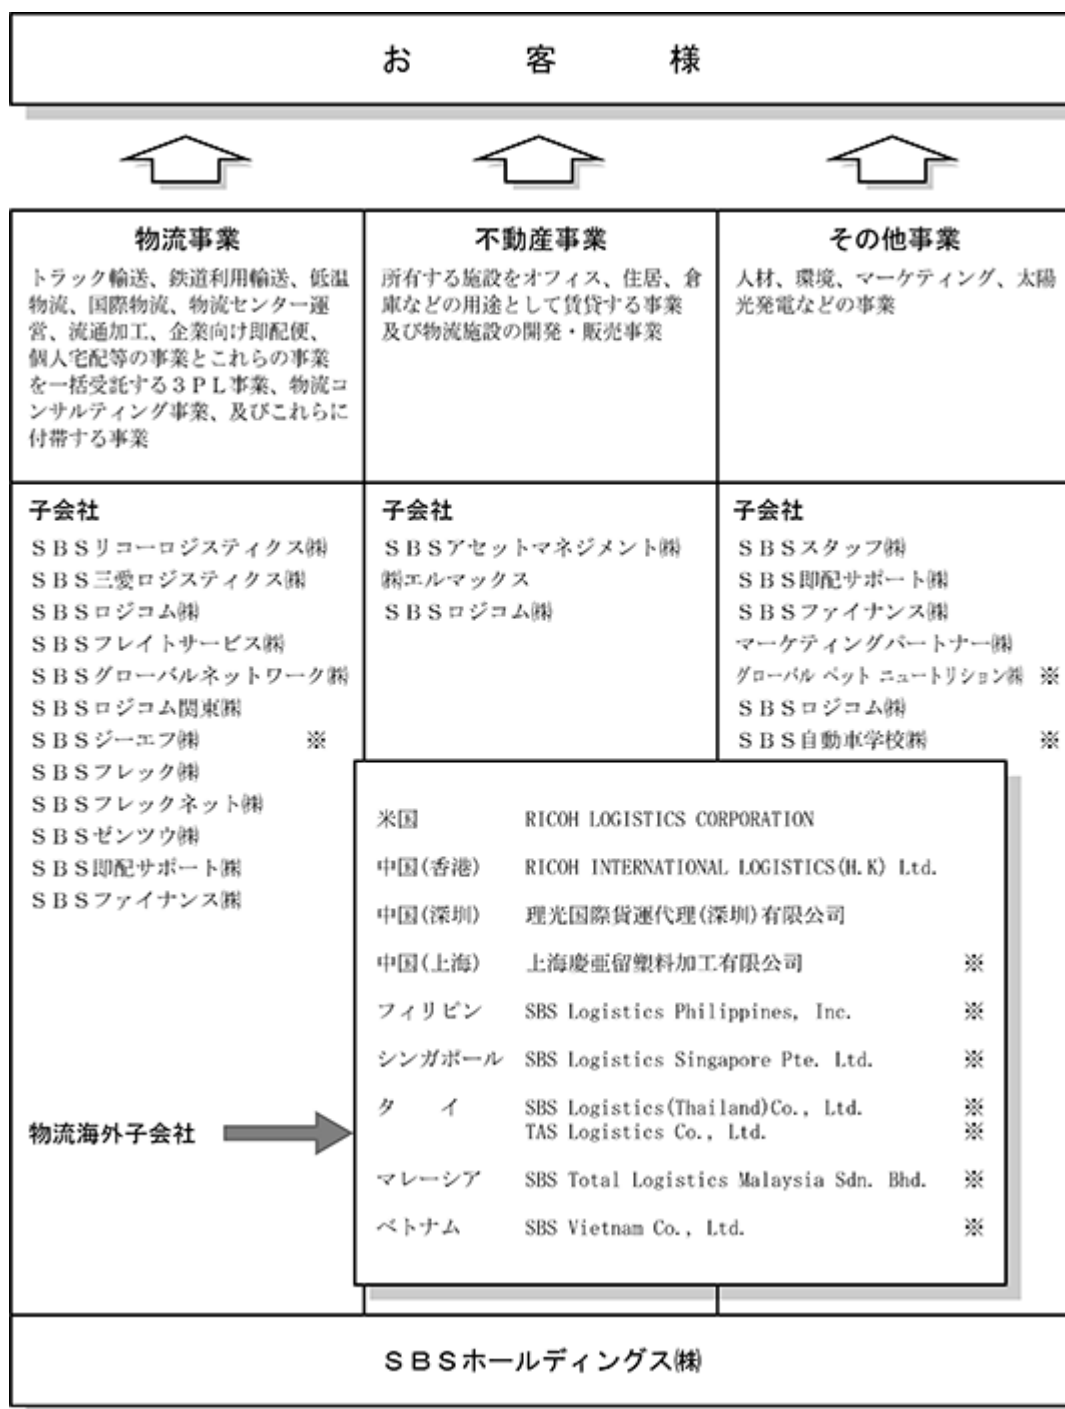 お客様
物流事業
トラック輸送、鉄道利用輸送、低温
物流、国際物流、物流センター運
営、流通加工、企業向け即配便、
個人宅配等の事業とこれらの事業
を一括受託する3PL事業、物流コ
ンサルティング事業、及びこれらに
付帯する事業
不動産事業
所有する施設をオフィス、住居、倉
庫などの用途として賃貸する事業
及び物流施設の開発・販売事業
その他事業
人材、環境、マーケティング、太陽
光発電などの事業
子会社
SBSリコーロジスティクス㈱
SBS三愛ロジスティクス㈱
SBSロジコム㈱
SBSフレイトサービス㈱
SBSグローバルネットワーク㈱
SBSロジコム関東㈱
SBSジーエフ㈱ ※
SBSフレック㈱
SBSフレックネット㈱
SBSゼンツウ㈱
SBS即配サポート㈱
SBSファイナンス㈱
子会社
SBSアセットマネジメント㈱
㈱エルマックス
SBSロジコム㈱
子会社
SBSスタッフ㈱
SBS即配サポート㈱
SBSファイナンス㈱
マーケティングパートナー㈱
グローバル ペット ニュートリション㈱ ※
SBSロジコム㈱
SBS自動車学校㈱ ※
物流海外子会社
米国 RICOH LOGISTICS CORPORATION
中国(香港) RICOH INTERNATIONAL LOGISTICS(H.K) Ltd.
中国(深圳) 理光国際貨運代理(深圳)有限公司
中国(上海) 上海慶亜留塑料加工有限公司 ※
フィリピン SBS Logistics Philippines, Inc. ※
シンガポール SBS Logistics Singapore Pte. Ltd. ※
タイ SBS Logistics(Thailand)Co., Ltd. ※
TAS Logistics Co., Ltd. ※
マレーシア SBS Total Logistics Malaysia Sdn. Bhd. ※
ベトナム SBS Vietnam Co., Ltd. ※
SBSホールディングス㈱